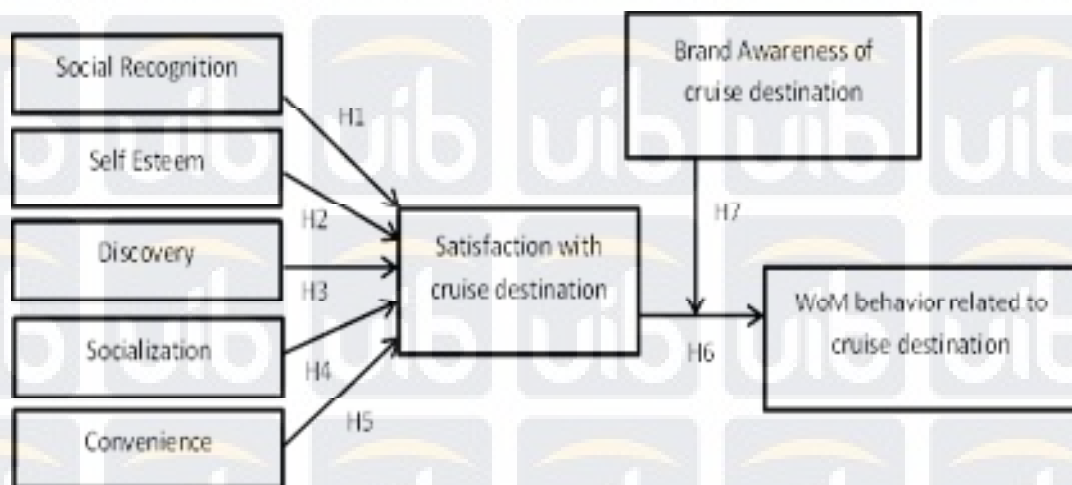 Social Recognition
Self Esteem
Discovery
Socialization
Convenience
H1
H2
H3
H4
H5
Satisfaction with
cruise destination
Brand Awareness of
cruise destination
H7
H6
WoM behavior related to
cruise destination
uib